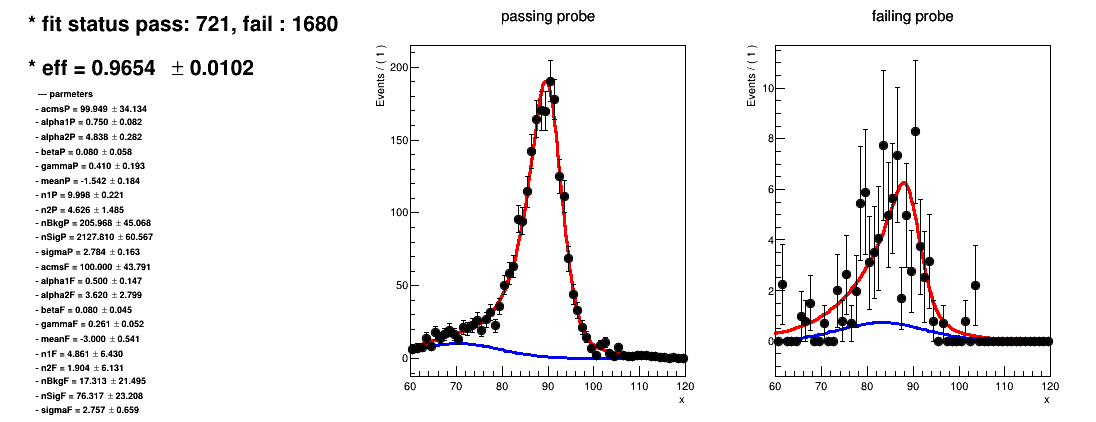 * fit status pass: 721, fail : 1680
* eff = 0.9654 ± 0.0102
--- parmeters
- acmsP = 99.949 ± 34.134
- alpha1P = 0.750 ± 0.082
- alpha2P = 4.838 ± 0.282
- betaP = 0.080 ± 0.058
- gammaP = 0.410 ± 0.193
- meanP = -1.542 ± 0.184
- n1P = 9.998 ± 0.221
- n2P = 4.626 ± 1.485
- nBkgP = 205.968 ± 45.068
- nSigP = 2127.810 ± 60.567
- sigmaP = 2.784 ± 0.163
- acmsF = 100.000 ± 43.791
- alpha1F = 0.500 ± 0.147
- alpha2F = 3.620 ± 2.799
- betaF = 0.080 ± 0.045
- gammaF = 0.261 ± 0.052
- meanF = -3.000 ± 0.541
- n1F = 4.861 ± 6.430
- n2F = 1.904 ± 6.131
- nBkgF = 17.313 ± 21.495
- nSigF = 76.317 ± 23.208
- sigmaF = 2.757 ± 0.659
passing probe
Events / ( 1 )
200
150
100
50
0
60 70 80 90 100 110 120
x
failing probe
Events / ( 1 )
10
8
6
4
2
0
60 70 80 90 100 110 120
x